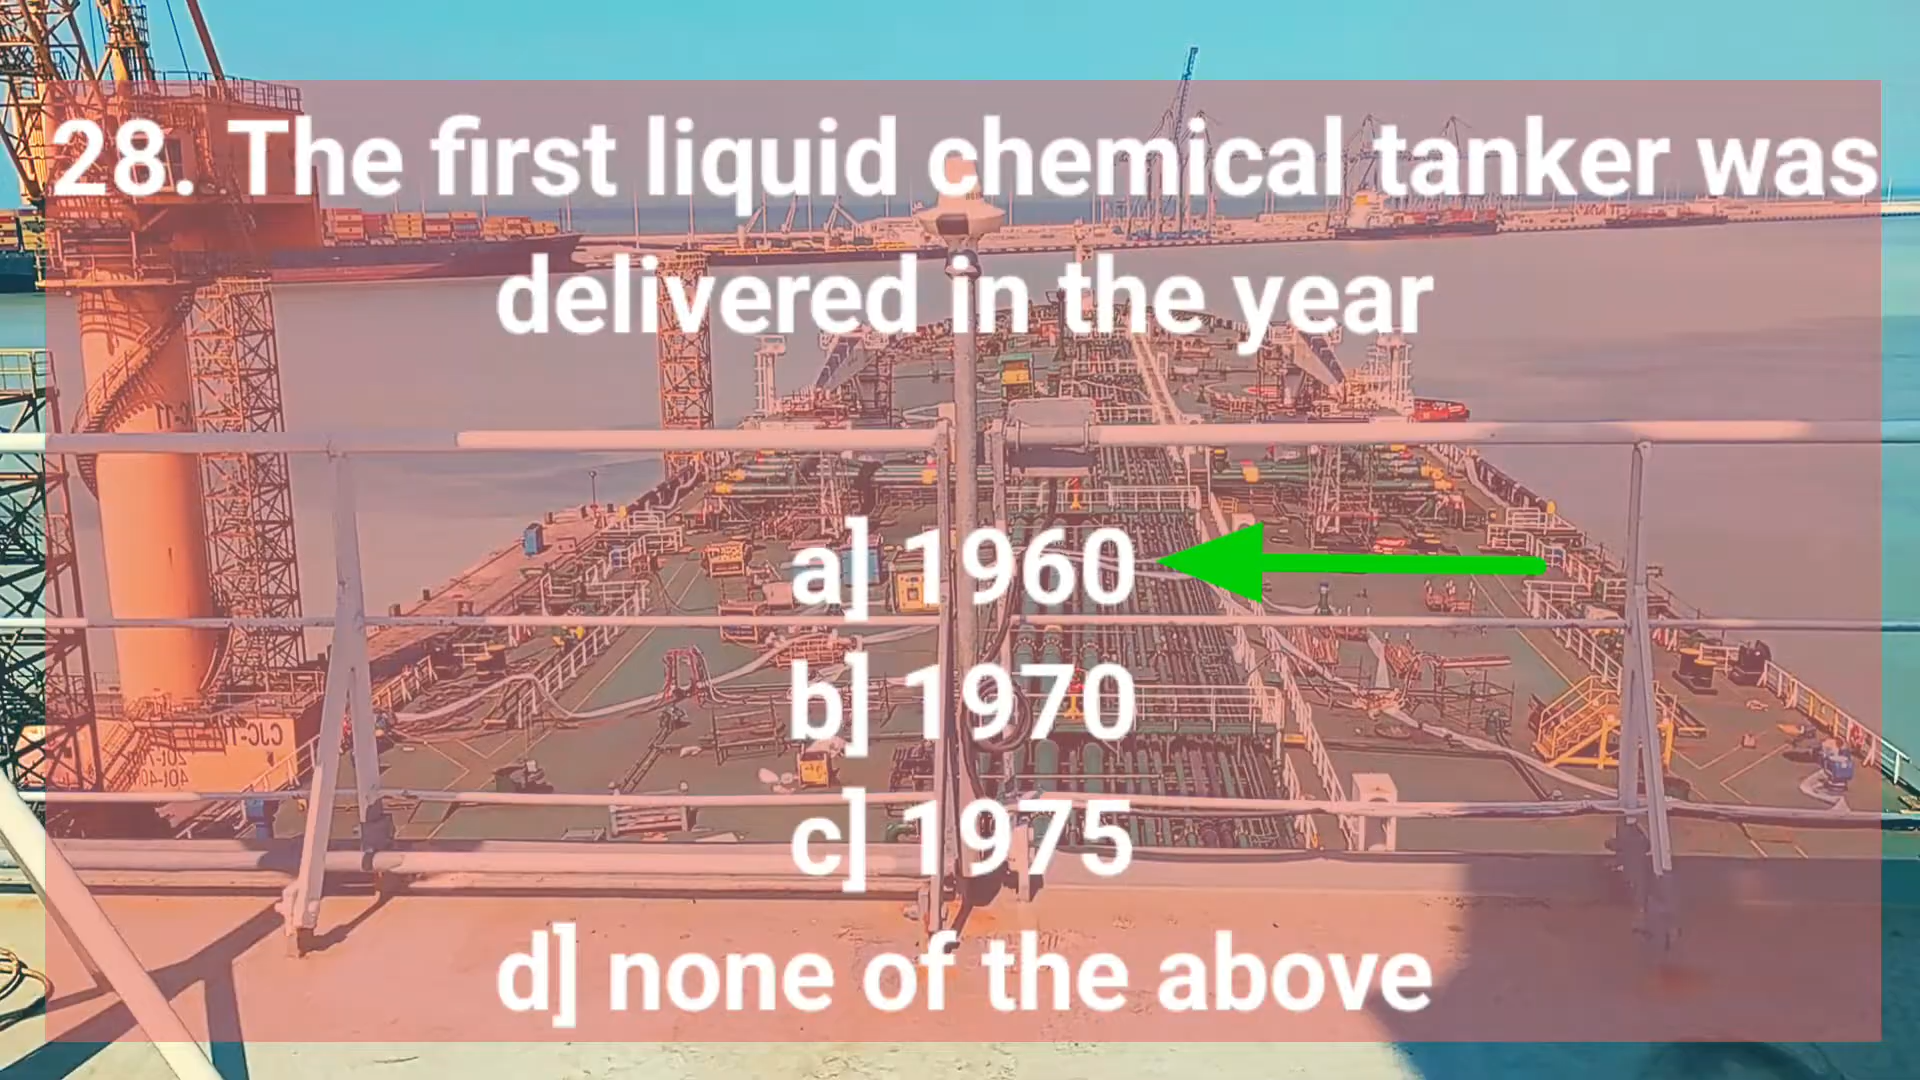 28. The first liquid chemical tanker was
delivered in the year
a] 1960
b] 1970
c] 1975
d] none of the above